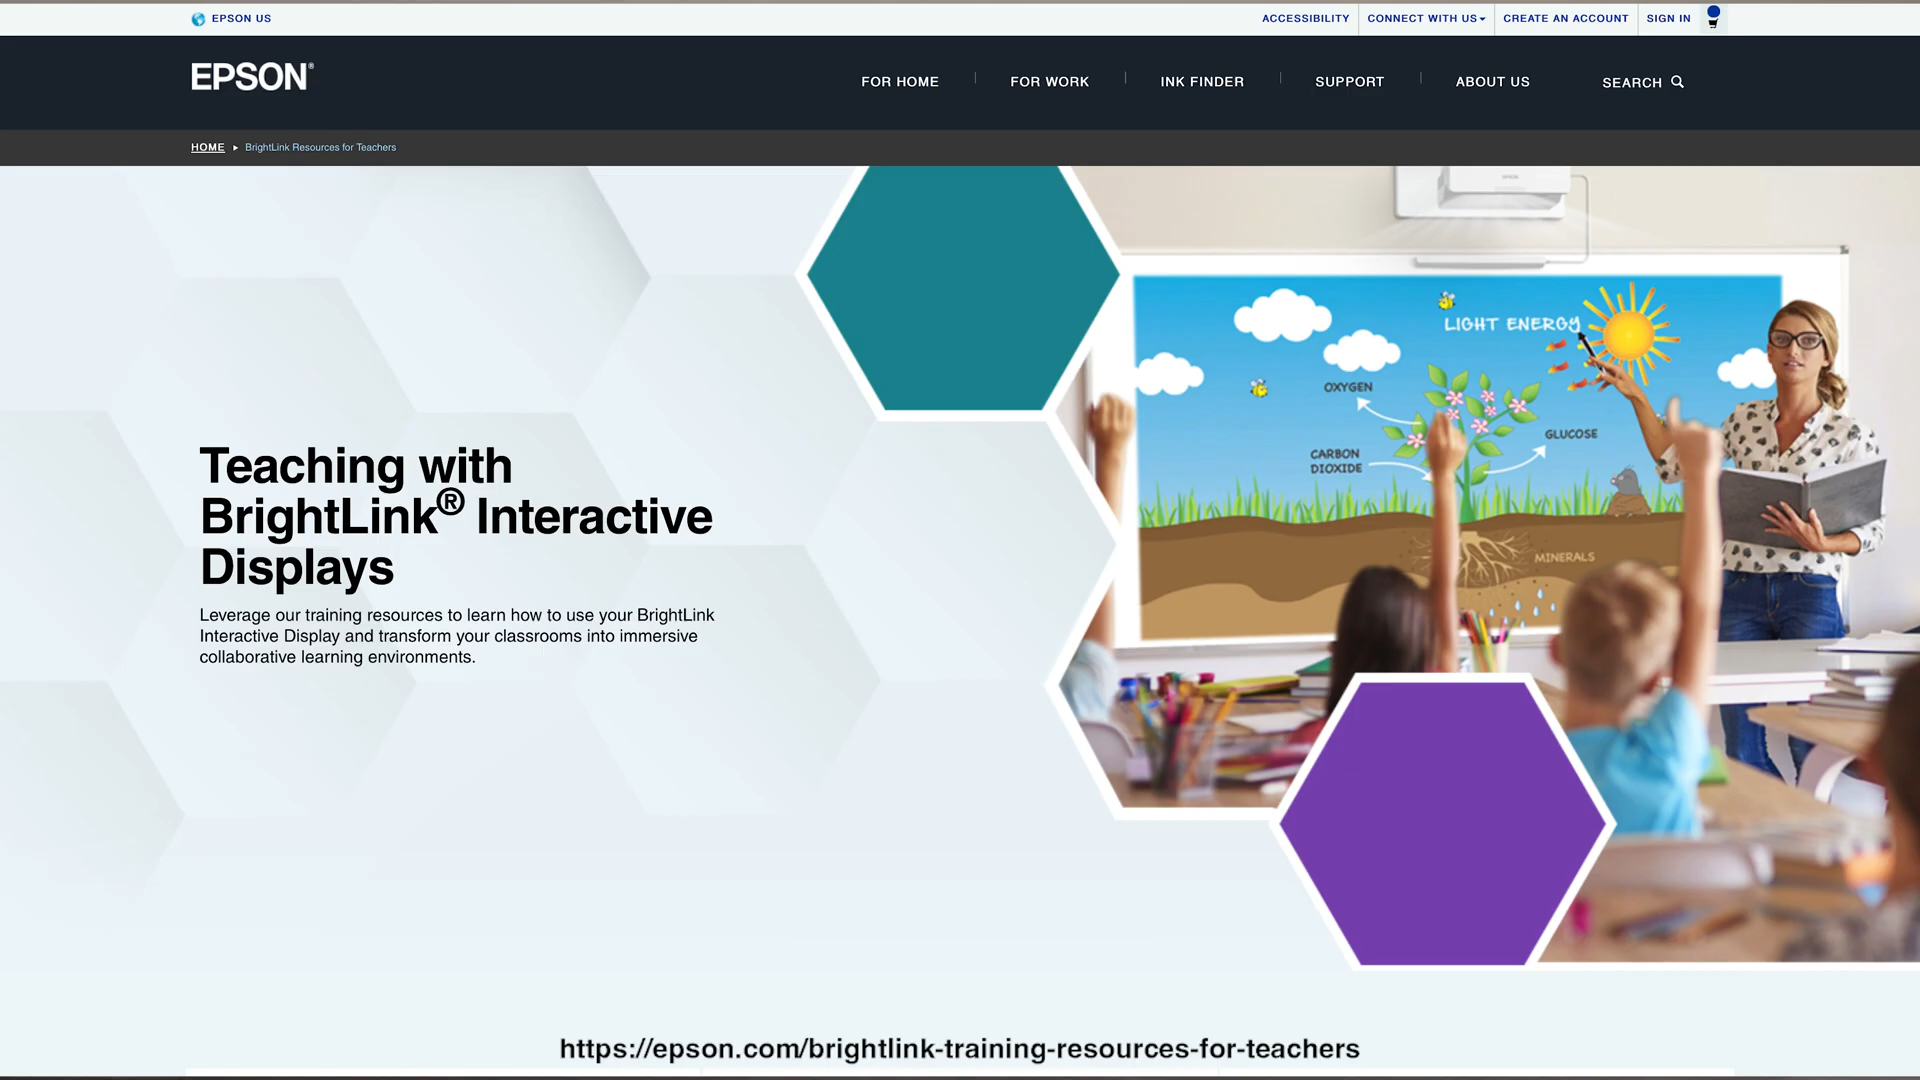 EPSON US
ACCESSIBILITY
CONNECT WITH US
CREATE AN ACCOUNT
SIGN IN
EPSON®
FOR HOME
FOR WORK
INK FINDER
SUPPORT
ABOUT US
SEARCH
HOME
BrightLink Resources for Teachers
LIGHT ENERGY
OXYGEN
CARBON
DIOXIDE
GLUCOSE
MINERALS
Teaching with
BrightLink® Interactive
Displays
Leverage our training resources to learn how to use your BrightLink
Interactive Display and transform your classrooms into immersive
collaborative learning environments.
https://epson.com/brightlink-training-resources-for-teachers